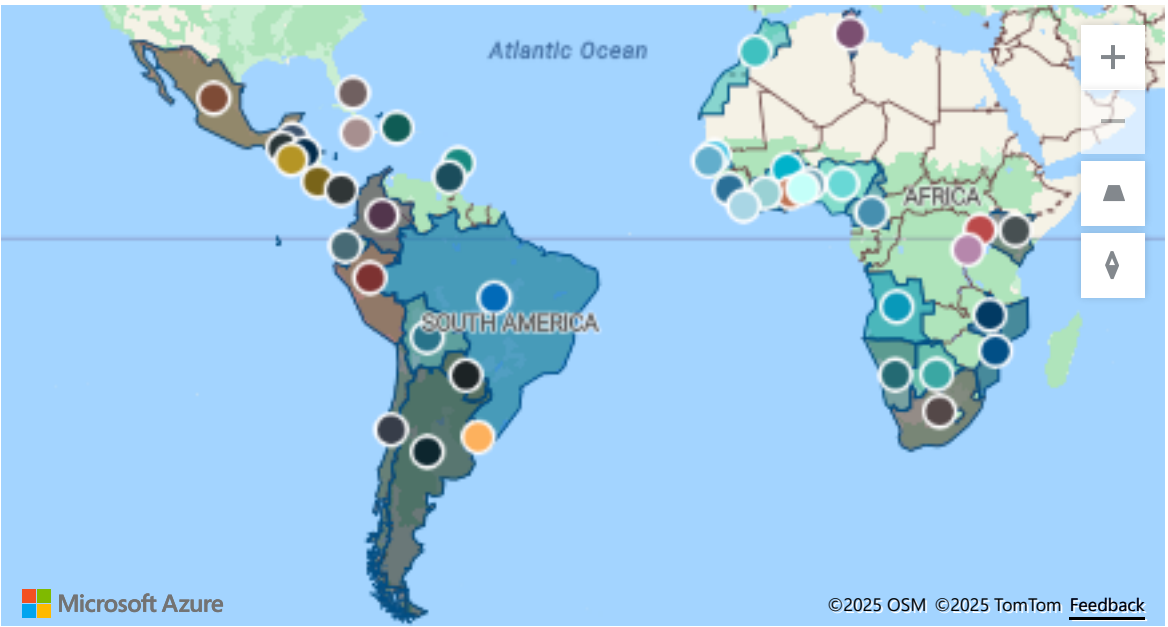 Atlantic Ocean
AFRICA
SOUTH AMERICA
Microsoft Azure
©2025 OSM ©2025 TomTom Feedback